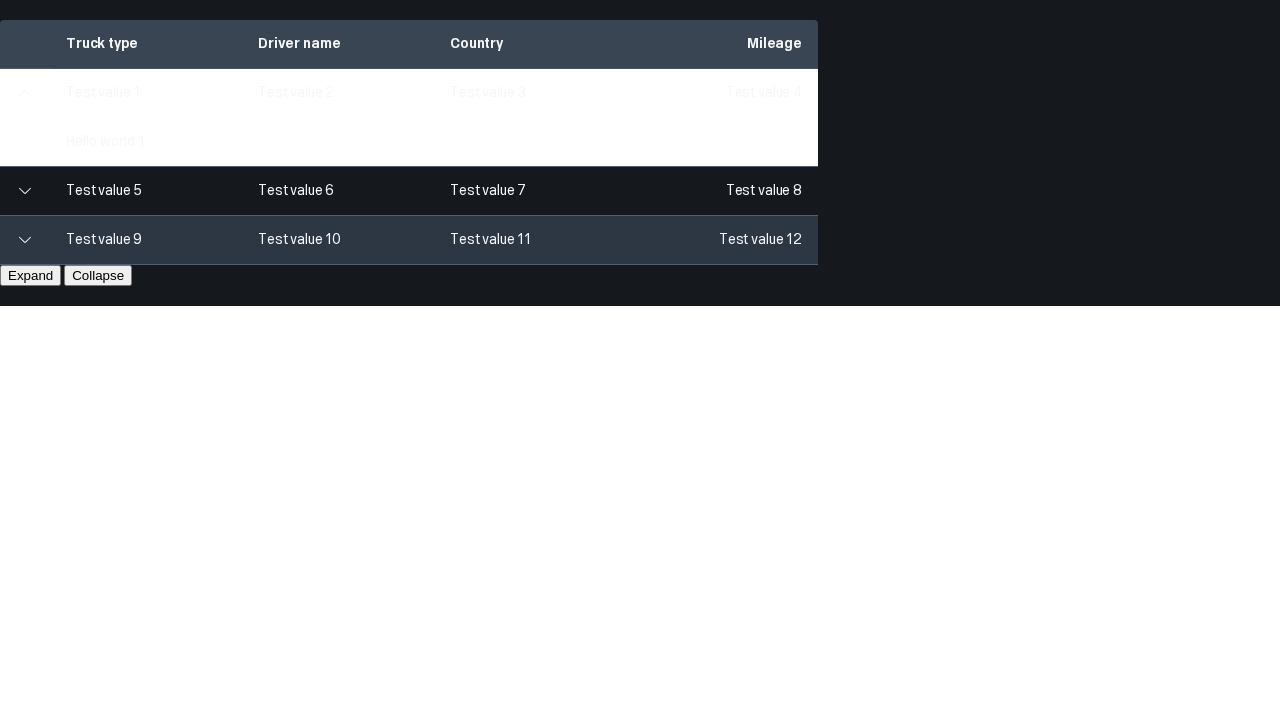 Truck type Driver name Country Mileage
Test value 1 Test value 2 Test value 3 Test value 4
Hello world 1
Test value 5 Test value 6 Test value 7 Test value 8
Test value 9 Test value 10 Test value 11 Test value 12
Expand Collapse